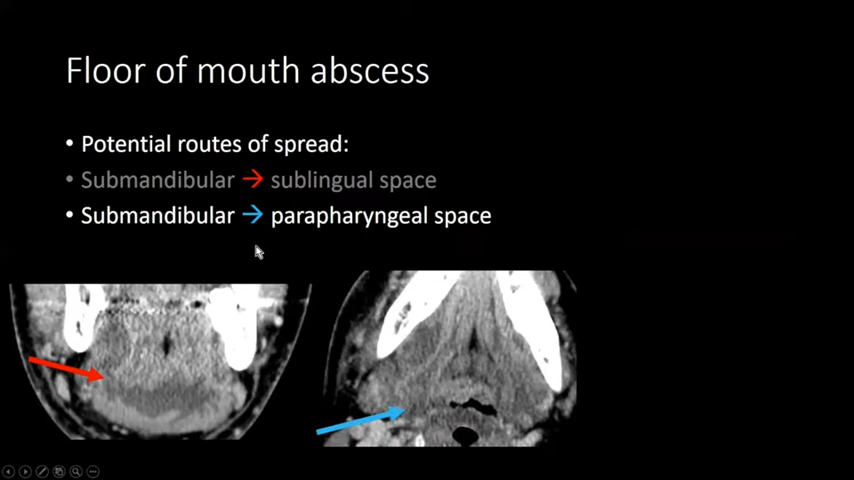 Floor of mouth abscess
• Potential routes of spread:
• Submandibular → sublingual space
• Submandibular → parapharyngeal space